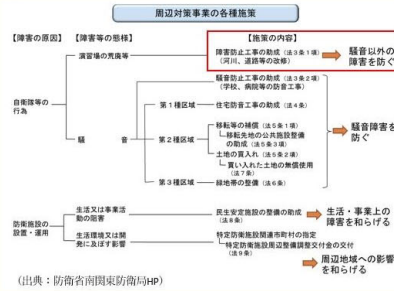 周辺対策事業の各種施策
【障害の原因】 【障害等の態様】 【施策の内容】
演習場の荒廃等
障害防止工事の助成（法3条1項）
（河川、道路等の改修）
騒音以外の
障害を防ぐ
自衛隊等の
行為
騒音防止工事の助成（法3条2項）
（学校、病院等の防音工事）
第1種区域
住宅防音工事の助成（法4条）
騒 音
第2種区域
移転等の補償（法5条1項）
移転先地の公共施設整備
の助成（法5条3項）
土地の買入れ（法5条2項）
買い入れた土地の無償使用
（法7条）
騒音障害を
防ぐ
第3種区域
緑地帯の整備（法6条）
防衛施設の
設置・運用
生活又は事業活
動の阻害
民生安定施設の整備の助成
（法8条）
生活・事業上の
障害を和らげる
生活環境又は開
発に及ぼす影響
特定防衛施設関連市町村の指定
特定防衛施設周辺整備調整交付金の交付
（法9条）
周辺地域への影響
を和らげる
（出典：防衛省南関東防衛局HP）